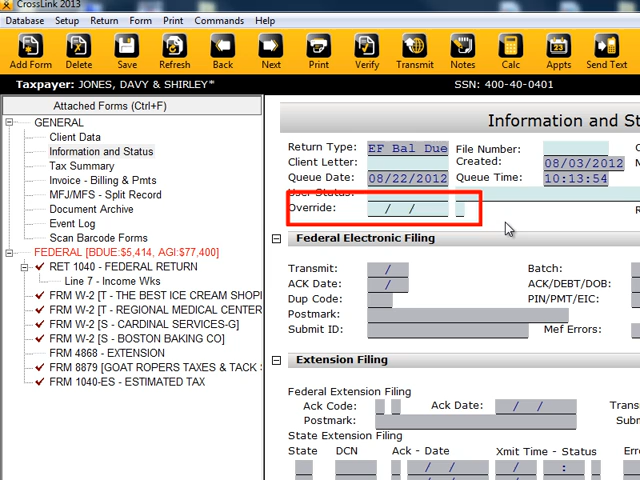 CrossLink 2013
Database Setup Return Form Print Commands Help
Add Form Delete Save Refresh Back Next Print Verify Transmit Notes Calc Appts Send Text
Taxpayer: JONES, DAVY & SHIRLEY* SSN: 400-40-0401
Attached Forms (Ctrl+F)
GENERAL
Client Data
Information and Status
Tax Summary
Invoice - Billing & Pmts
MFJ/MFS - Split Record
Document Archive
Event Log
Scan Barcode Forms
FEDERAL [BDUE:$5,414, AGI:$77,400]
RET 1040 - FEDERAL RETURN
Line 7 - Income Wks
FRM W-2 [T - THE BEST ICE CREAM SHOPI
FRM W-2 [T - REGIONAL MEDICAL CENTER
FRM W-2 [S - CARDINAL SERVICES-G]
FRM W-2 [S - BOSTON BAKING CO]
FRM 4868 - EXTENSION
FRM 8879 [GOAT ROPERS TAXES & TACK :
FRM 1040-ES - ESTIMATED TAX
Information and St
Return Type: EF Bal Due File Number:
Client Letter: Created: 08/03/2012
Queue Date: 08/22/2012 Queue Time: 10:13:54
User Status:
Override: / /
Federal Electronic Filing
Transmit: / Batch:
ACK Date: / ACK/DEBT/DOB:
Dup Code: PIN/PMT/EIC:
Postmark:
Submit ID: Mef Errors:
Extension Filing
Federal Extension Filing
Ack Code: Ack Date: / / Trans
Postmark: Subm
State Extension Filing
State DCN Ack - Date Xmit Time - Status Erro
/ / / :